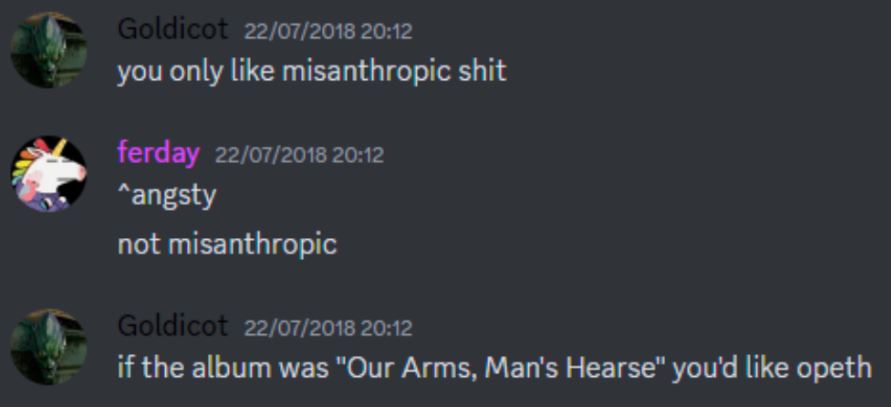 Goldicot 22/07/2018 20:12
you only like misanthropic shit
ferday 22/07/2018 20:12
^angsty
not misanthropic
Goldicot 22/07/2018 20:12
if the album was "Our Arms, Man's Hearse" you'd like opeth